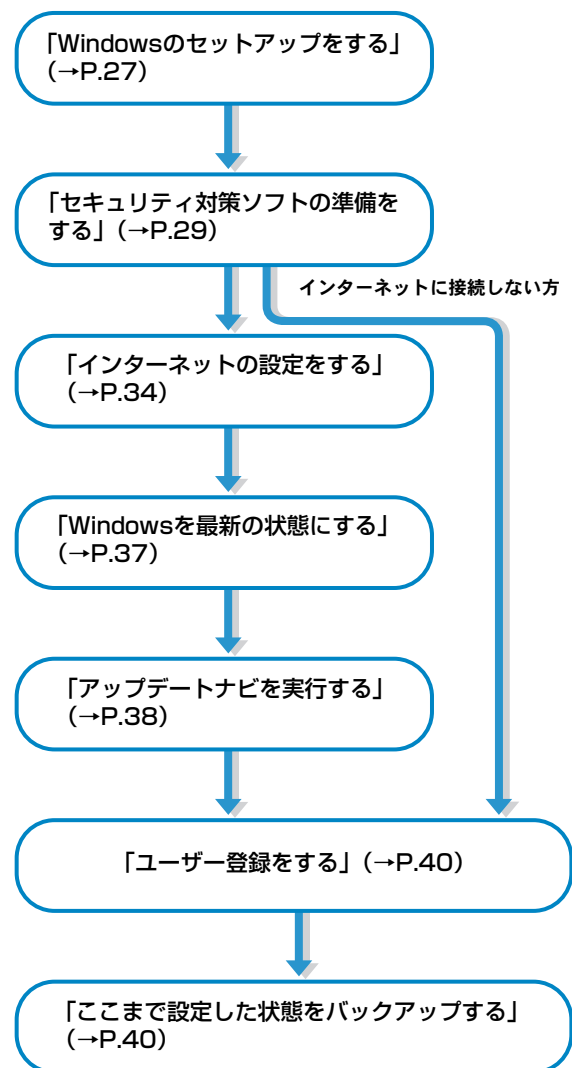 「Windowsのセットアップをする」
（→P.27）
「セキュリティ対策ソフトの準備を
する」（→P.29）
インターネットに接続しない方
「インターネットの設定をする」
（→P.34）
「Windowsを最新の状態にする」
（→P.37）
「アップデートナビを実行する」
（→P.38）
「ユーザー登録をする」（→P.40）
「ここまで設定した状態をバックアップする」
（→P.40）